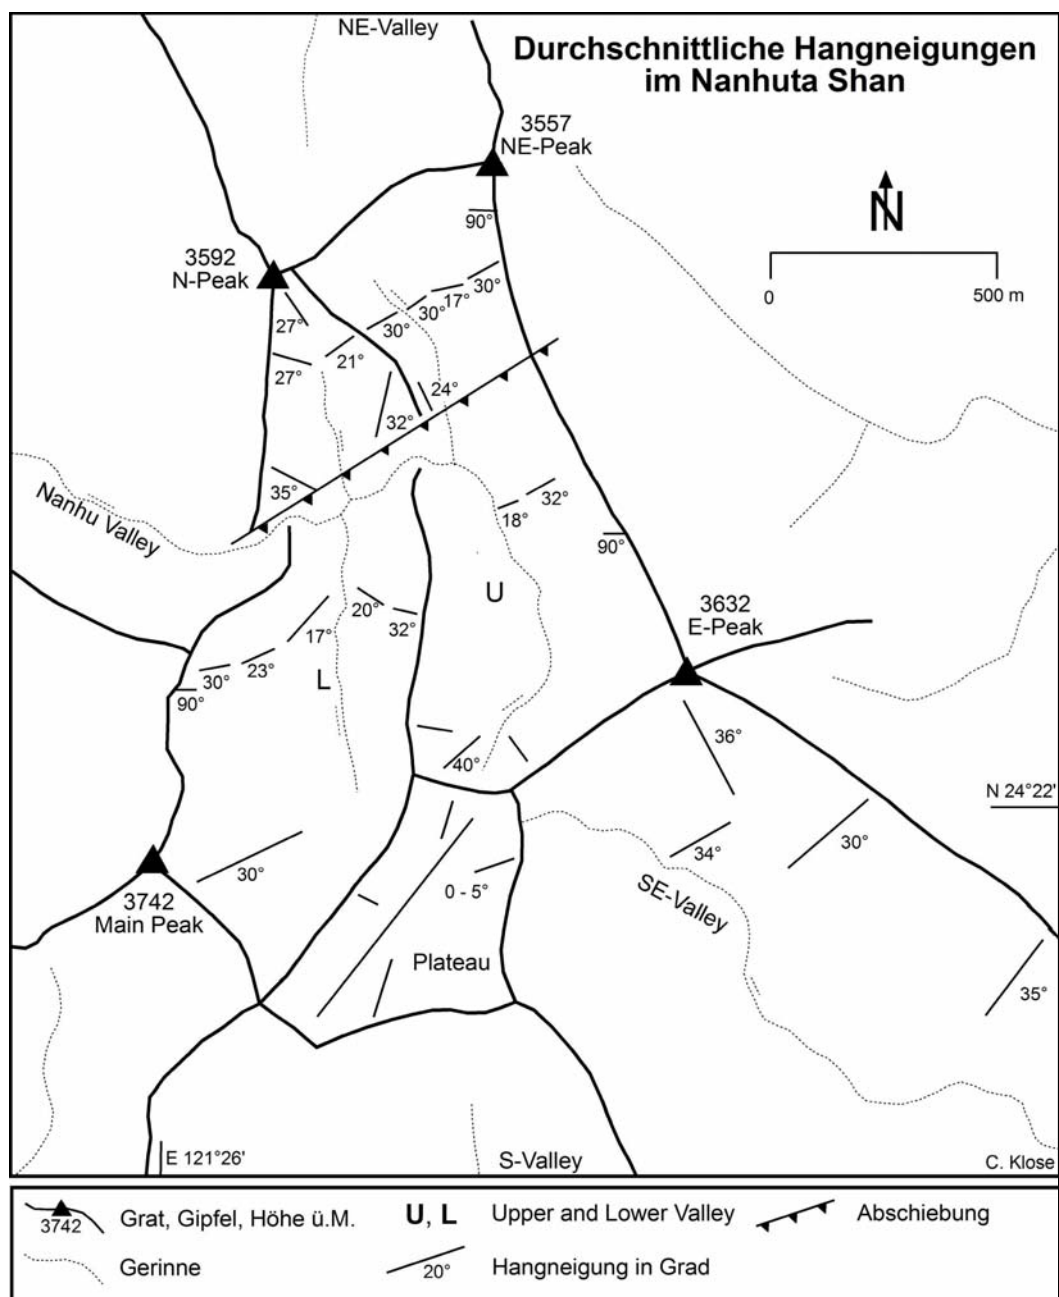 NE-Valley
Durchschnittliche Hangneigungen
im Nanhuta Shan
3557
NE-Peak
N
90°
3592
N-Peak
0
500 m
30°
17°
30°
30°
27°
21°
27°
24°
32°
35°
Nanhu Valley
32°
18°
90°
U
20°
32°
17°
23°
30°
90°
L
3632
E-Peak
36°
40°
N 24°22'
30°
34°
0 - 5°
30°
SE-Valley
3742
Main Peak
Plateau
35°
E 121°26'
S-Valley
C. Klose
3742
Grat, Gipfel, Höhe ü.M.
U, L
Upper and Lower Valley
Abschiebung
Gerinne
20°
Hangneigung in Grad